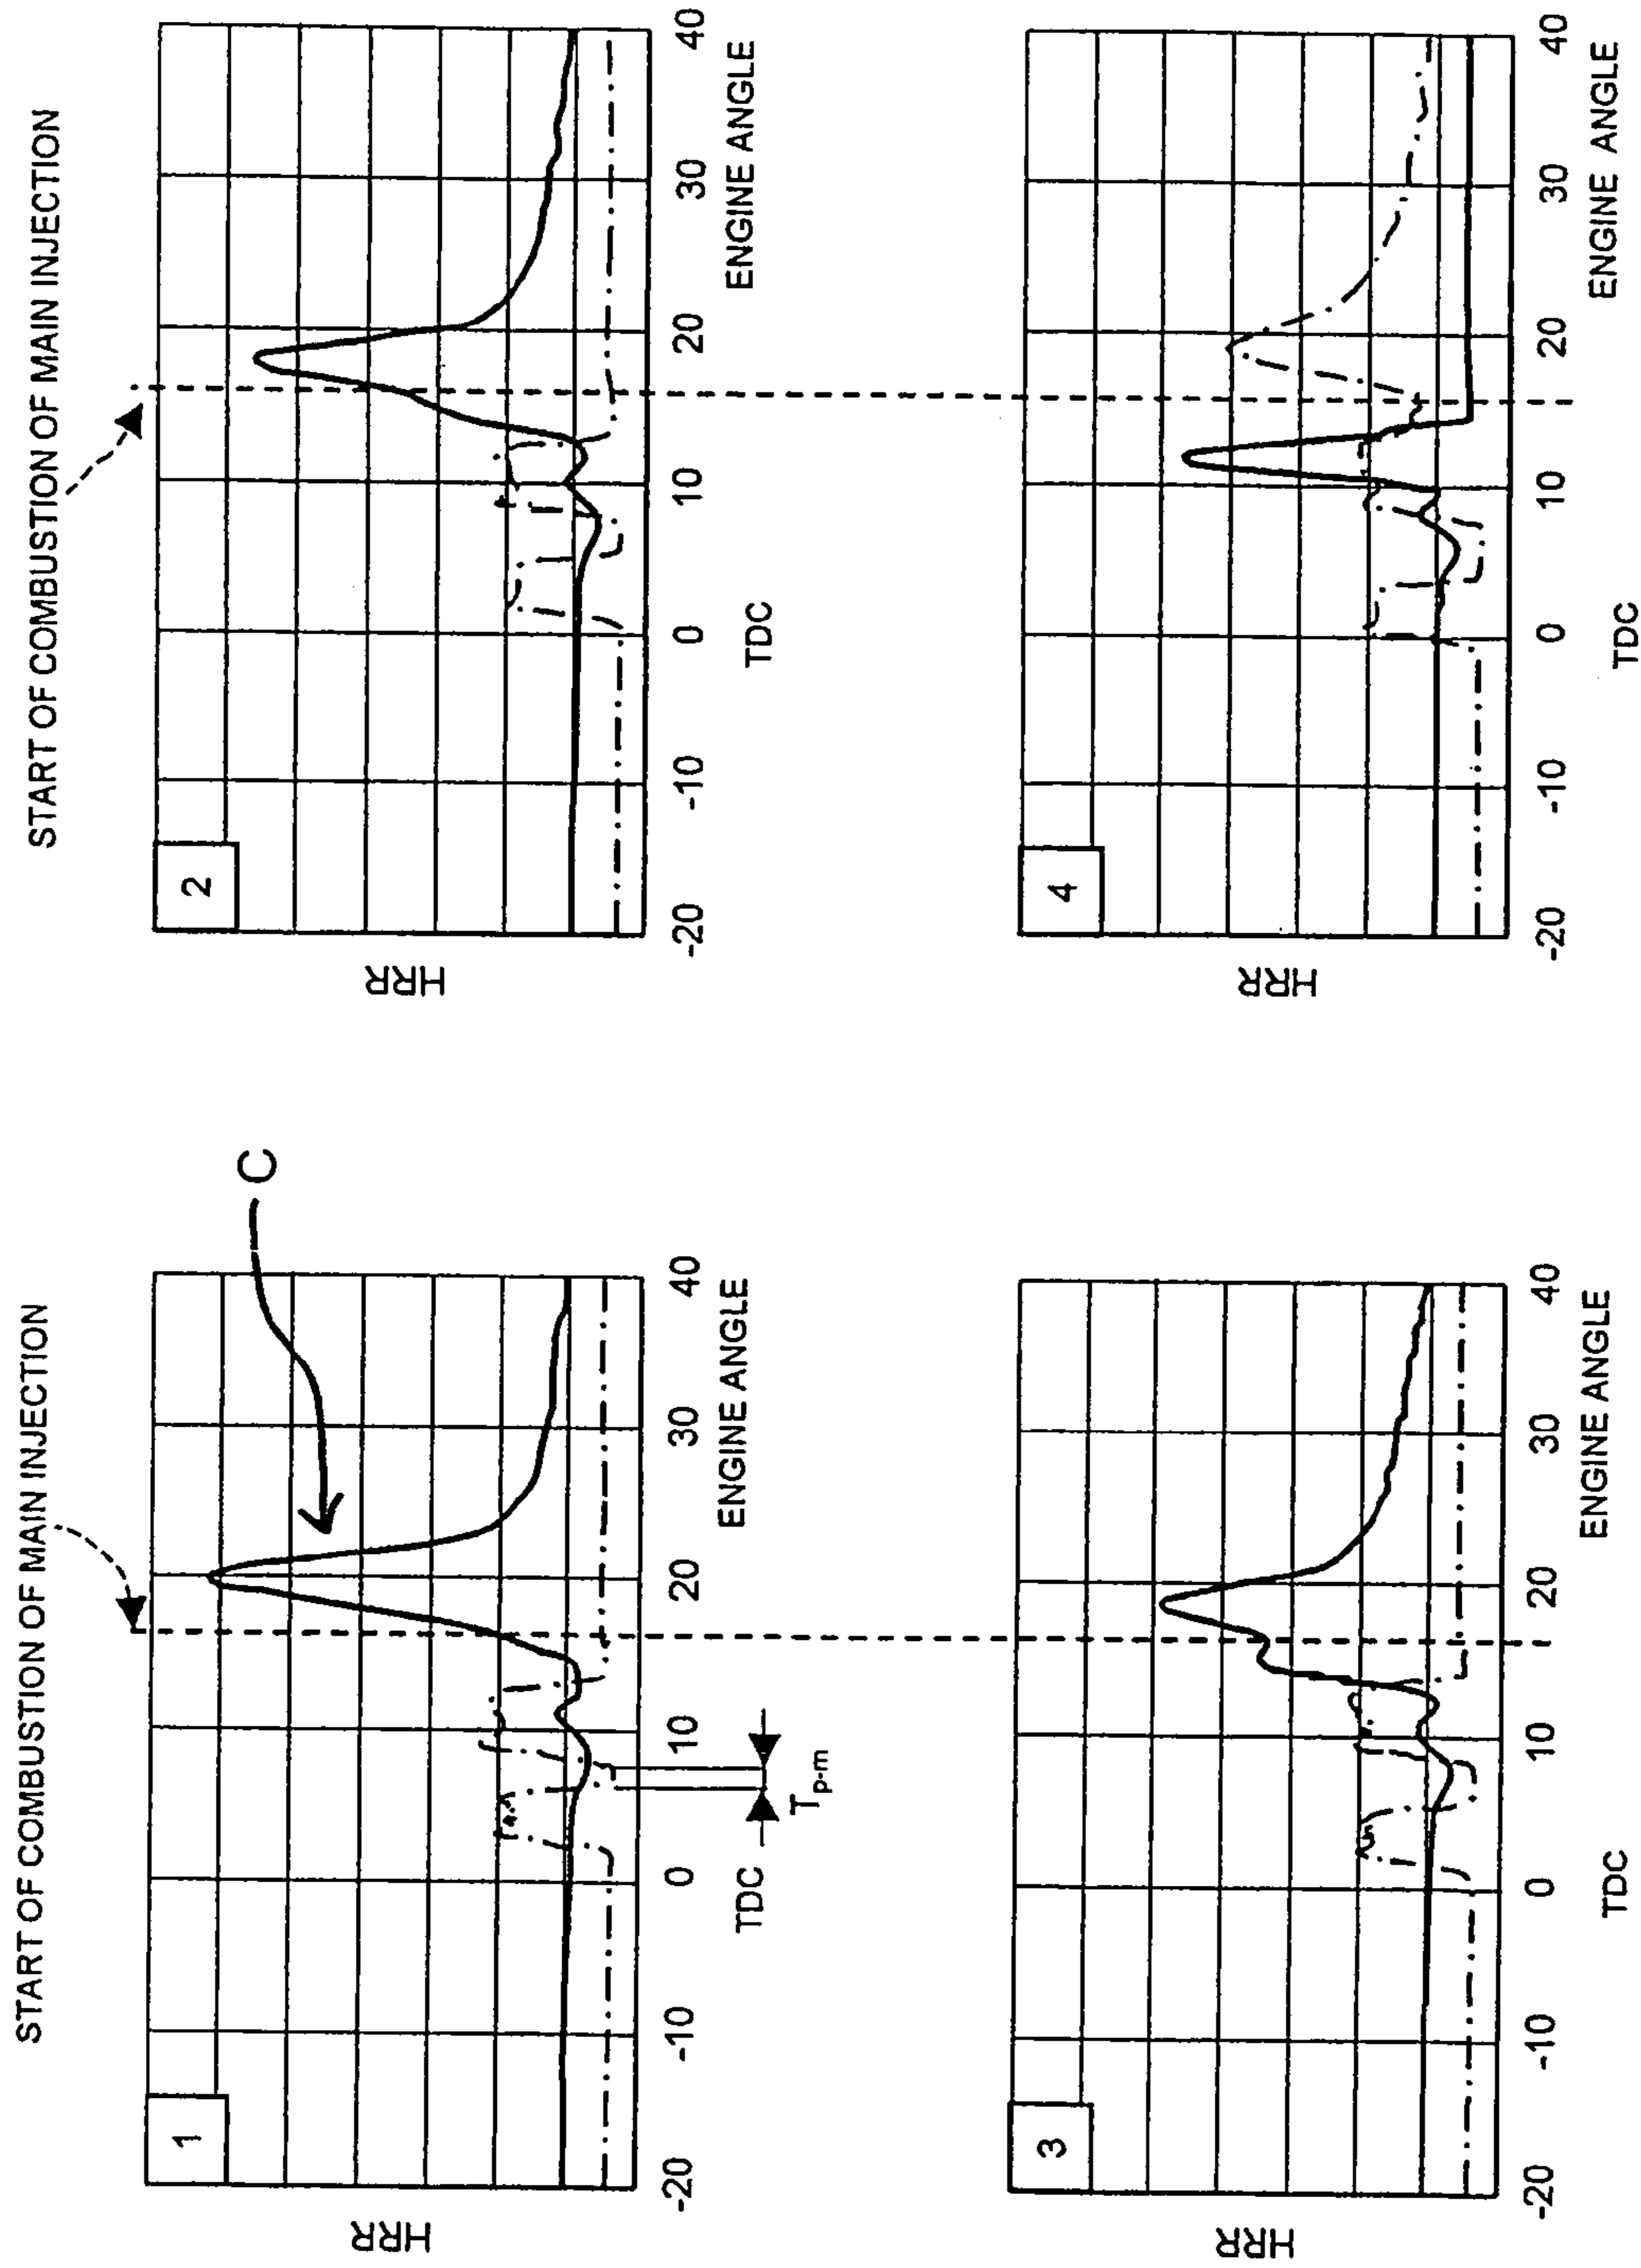 START OF COMBUSTION OF MAIN INJECTION
C
1
HRR
-20 -10 0 10 20 30 40
TDC
ENGINE ANGLE
Tp-m
START OF COMBUSTION OF MAIN INJECTION
2
HRR
-20 -10 0 10 20 30 40
TDC
ENGINE ANGLE
3
HRR
-20 -10 0 10 20 30 40
TDC
ENGINE ANGLE
4
HRR
-20 -10 0 10 20 30 40
TDC
ENGINE ANGLE